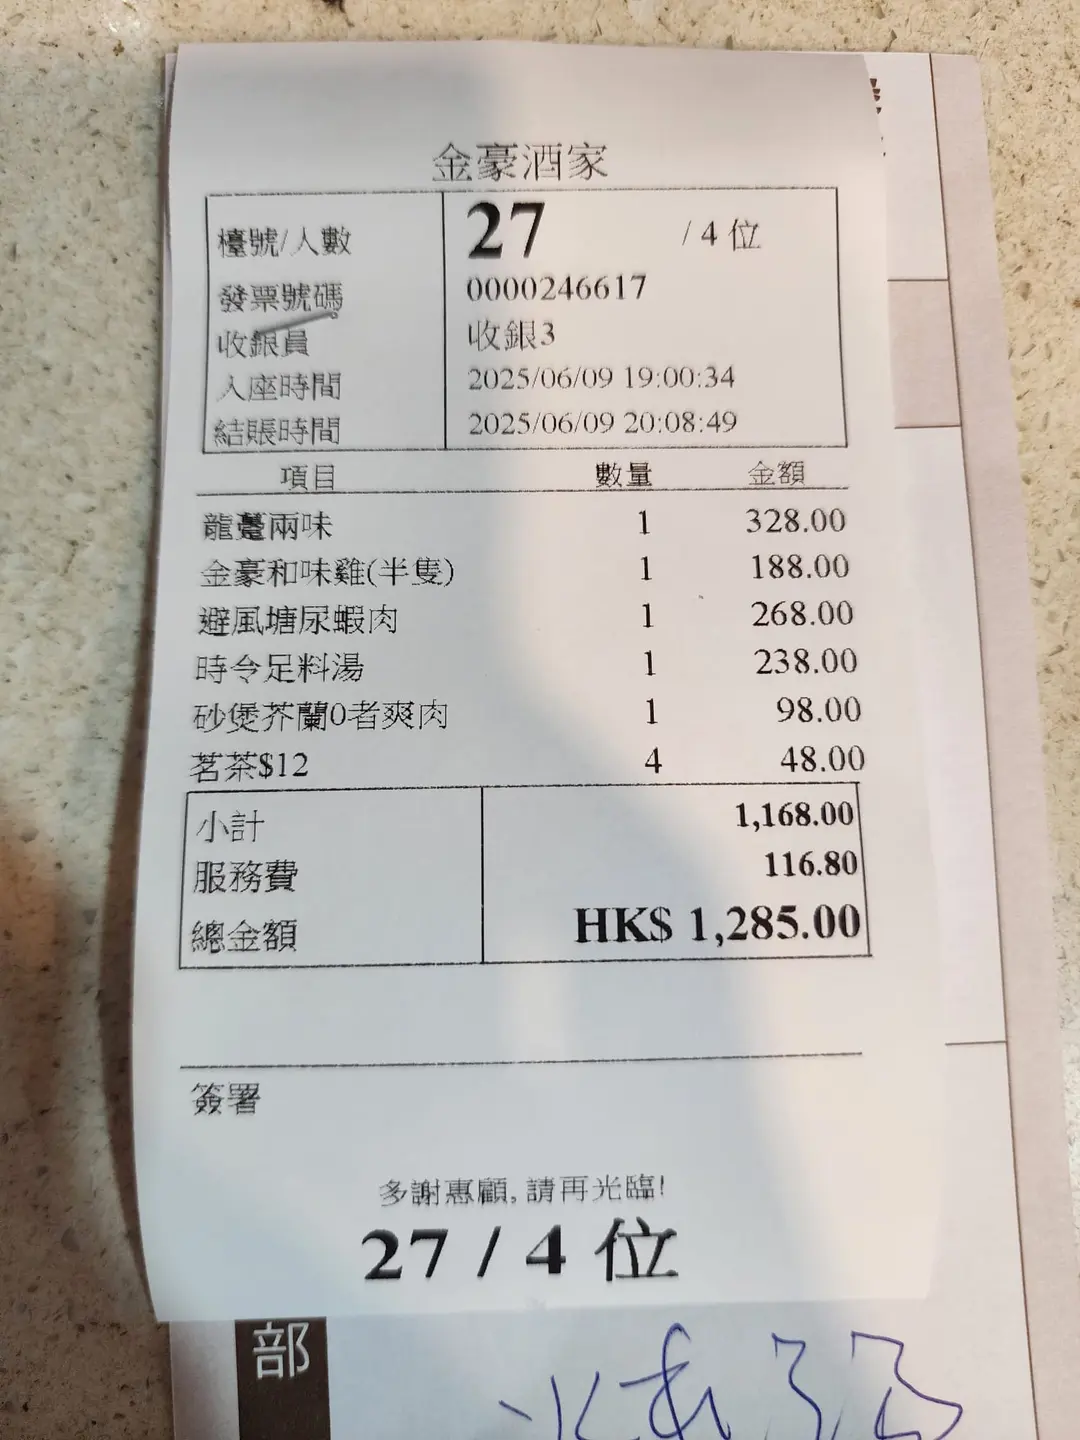 金豪酒家
檯號/人數 27 / 4 位
發票號碼 0000246617
收銀員 收銀3
入座時間 2025/06/09 19:00:34
結賬時間 2025/06/09 20:08:49
項目 數量 金額
龍躉兩味 1 328.00
金豪和味雞(半隻) 1 188.00
避風塘尿蝦肉 1 268.00
時令足料湯 1 238.00
砂煲芥蘭0者爽肉 1 98.00
茗茶$12 4 48.00
小計 1,168.00
服務費 116.80
總金額 HK$ 1,285.00
簽署
多謝惠顧, 請再光臨!
27 / 4 位
部